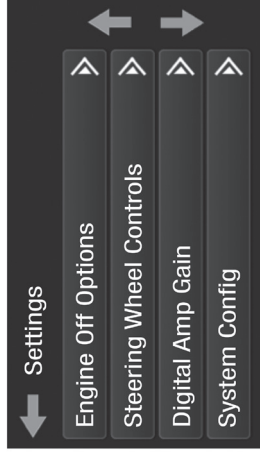 Settings
Engine Off Options
Steering Wheel Controls
Digital Amp Gain
System Config